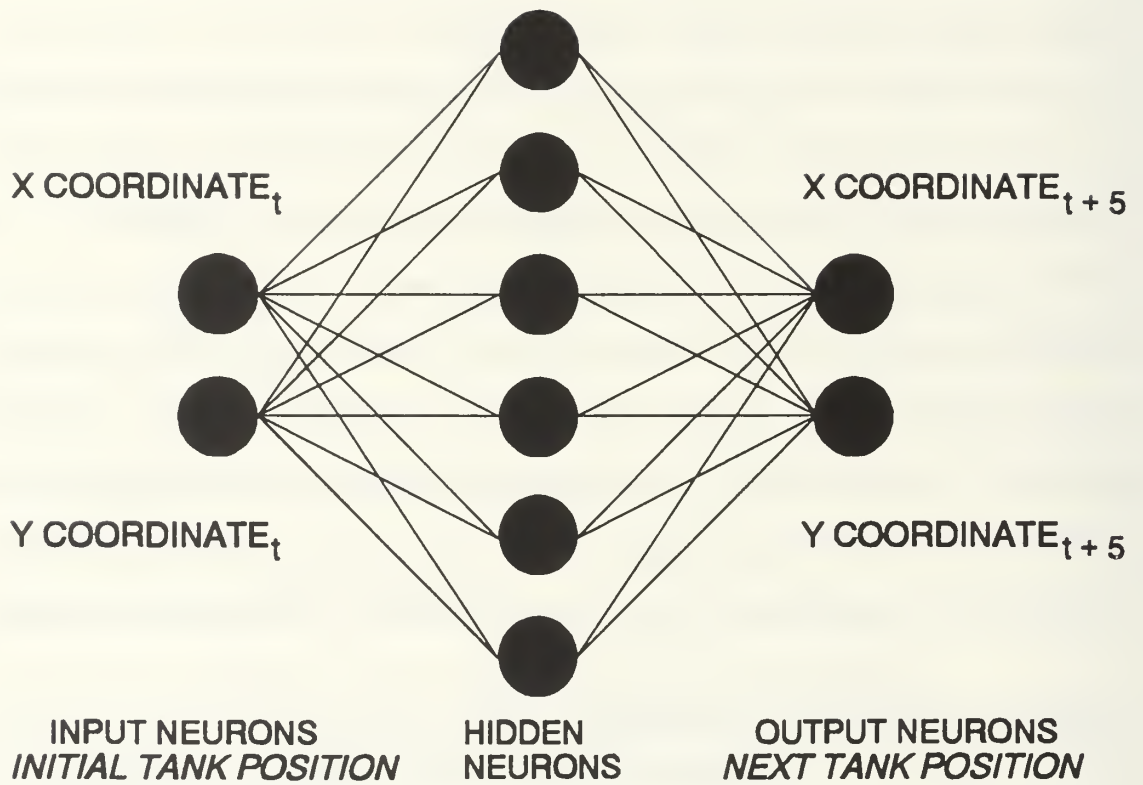 X COORDINATEₜ
X COORDINATEₜ ₊ ₅
Y COORDINATEₜ
Y COORDINATEₜ ₊ ₅
INPUT NEURONS
INITIAL TANK POSITION
HIDDEN
NEURONS
OUTPUT NEURONS
NEXT TANK POSITION